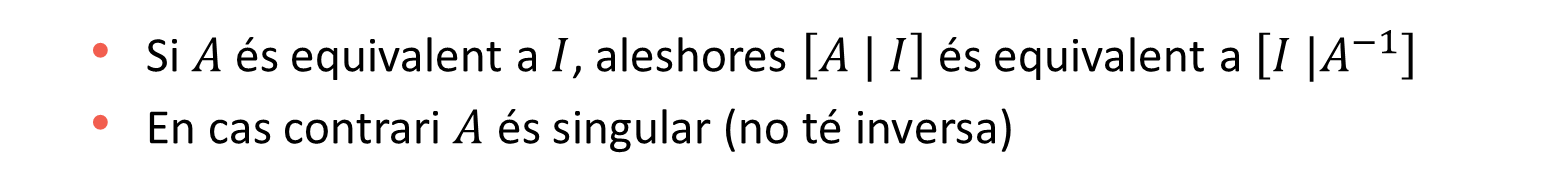 • Si A és equivalent a I, aleshores [A | I] és equivalent a [I |A⁻¹]
• En cas contrari A és singular (no té inversa)